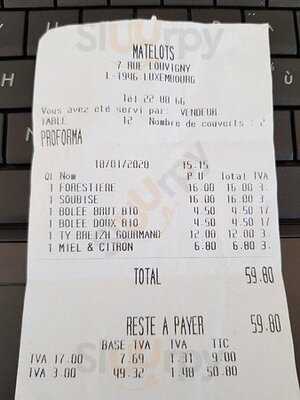 MATELOTS
7 RUE LOUVIGNY
L-1946 LUXEMBOURG
Tél 22 08 66
Vous avez été servi par: VENDEUR
TABLE 12 Nombre de couverts : 2
PROFORMA
18/01/2020 15:15
Qt Nom P.U Total TVA
1 FORESTIERE 16.00 16.00 3.
1 SOUBISE 16.00 16.00 3.
1 BOLEE BRUT BIO 4.50 4.50 17
1 BOLEE DOUX BIO 4.50 4.50 17
1 TY BREIZH GOURMAND 12.00 12.00 3.
1 MIEL & CITRON 6.80 6.80 3.
TOTAL 59.80
RESTE A PAYER 59.80
BASE TVA TVA TTC
TVA 17.00 7.69 1.31 9.00
TVA 3.00 49.32 1.48 50.80